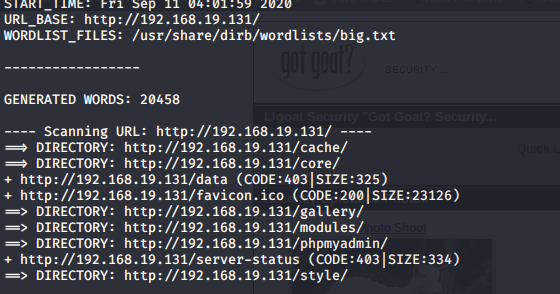 START_TIME: Fri Sep 11 04:01:59 2020
URL_BASE: http://192.168.19.131/
WORDLIST_FILES: /usr/share/dirb/wordlists/big.txt
-----------------
got goat?
SECURITY ...
GENERATED WORDS: 20458
Ligoat Security "Got Goat? Security...
---- Scanning URL: http://192.168.19.131/ ----
==> DIRECTORY: http://192.168.19.131/cache/
Quick L
==> DIRECTORY: http://192.168.19.131/core/
+ http://192.168.19.131/data (CODE:403|SIZE:325)
+ http://192.168.19.131/favicon.ico (CODE:200|SIZE:23126)
==> DIRECTORY: http://192.168.19.131/gallery/
==> DIRECTORY: http://192.168.19.131/modules/
Photo Shoot
==> DIRECTORY: http://192.168.19.131/phpmyadmin/
+ http://192.168.19.131/server-status (CODE:403|SIZE:334)
==> DIRECTORY: http://192.168.19.131/style/